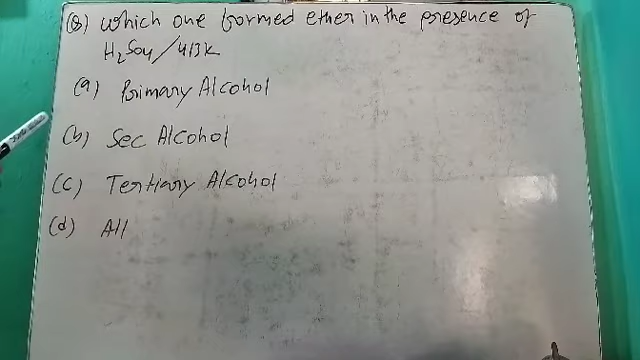 (Q) which one formed ether in the presence of
H₂SO₄/413K
(a) Primary Alcohol
(b) Sec Alcohol
(c) Tertiary Alcohol
(d) All